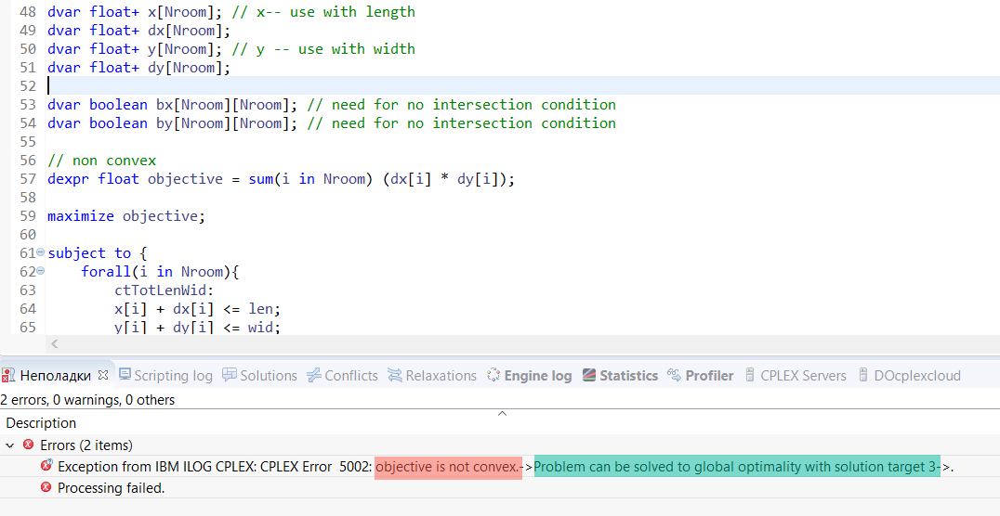 48 dvar float+ x[Nroom]; // x-- use with length
49 dvar float+ dx[Nroom];
50 dvar float+ y[Nroom]; // y -- use with width
51 dvar float+ dy[Nroom];
52
53 dvar boolean bx[Nroom][Nroom]; // need for no intersection condition
54 dvar boolean by[Nroom][Nroom]; // need for no intersection condition
55
56 // non convex
57 dexpr float objective = sum(i in Nroom) (dx[i] * dy[i]);
58
59 maximize objective;
60
61 subject to {
62 forall(i in Nroom){
63 ctTotLenWid:
64 x[i] + dx[i] <= len;
65 y[i] + dy[i] <= wid;
Неполадки Scripting log Solutions Conflicts Relaxations Engine log Statistics Profiler CPLEX Servers DOcplexcloud
2 errors, 0 warnings, 0 others
Description
Errors (2 items)
Exception from IBM ILOG CPLEX: CPLEX Error  5002: objective is not convex.->Problem can be solved to global optimality with solution target 3->.
Processing failed.